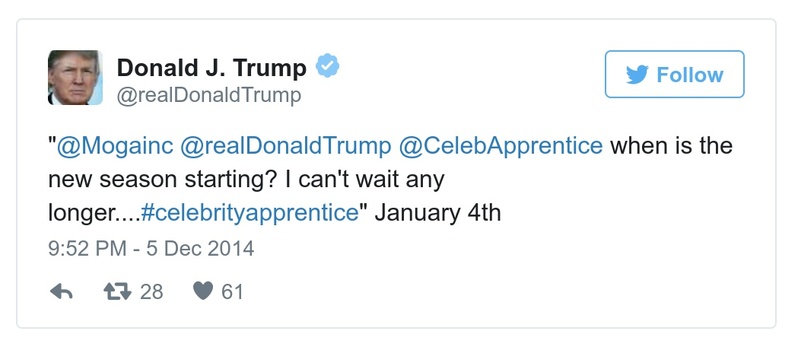 Donald J. Trump
@realDonaldTrump
Follow
"@Mogainc @realDonaldTrump @CelebApprentice when is the
new season starting? I can't wait any
longer....#celebrityapprentice" January 4th
9:52 PM - 5 Dec 2014
28 61